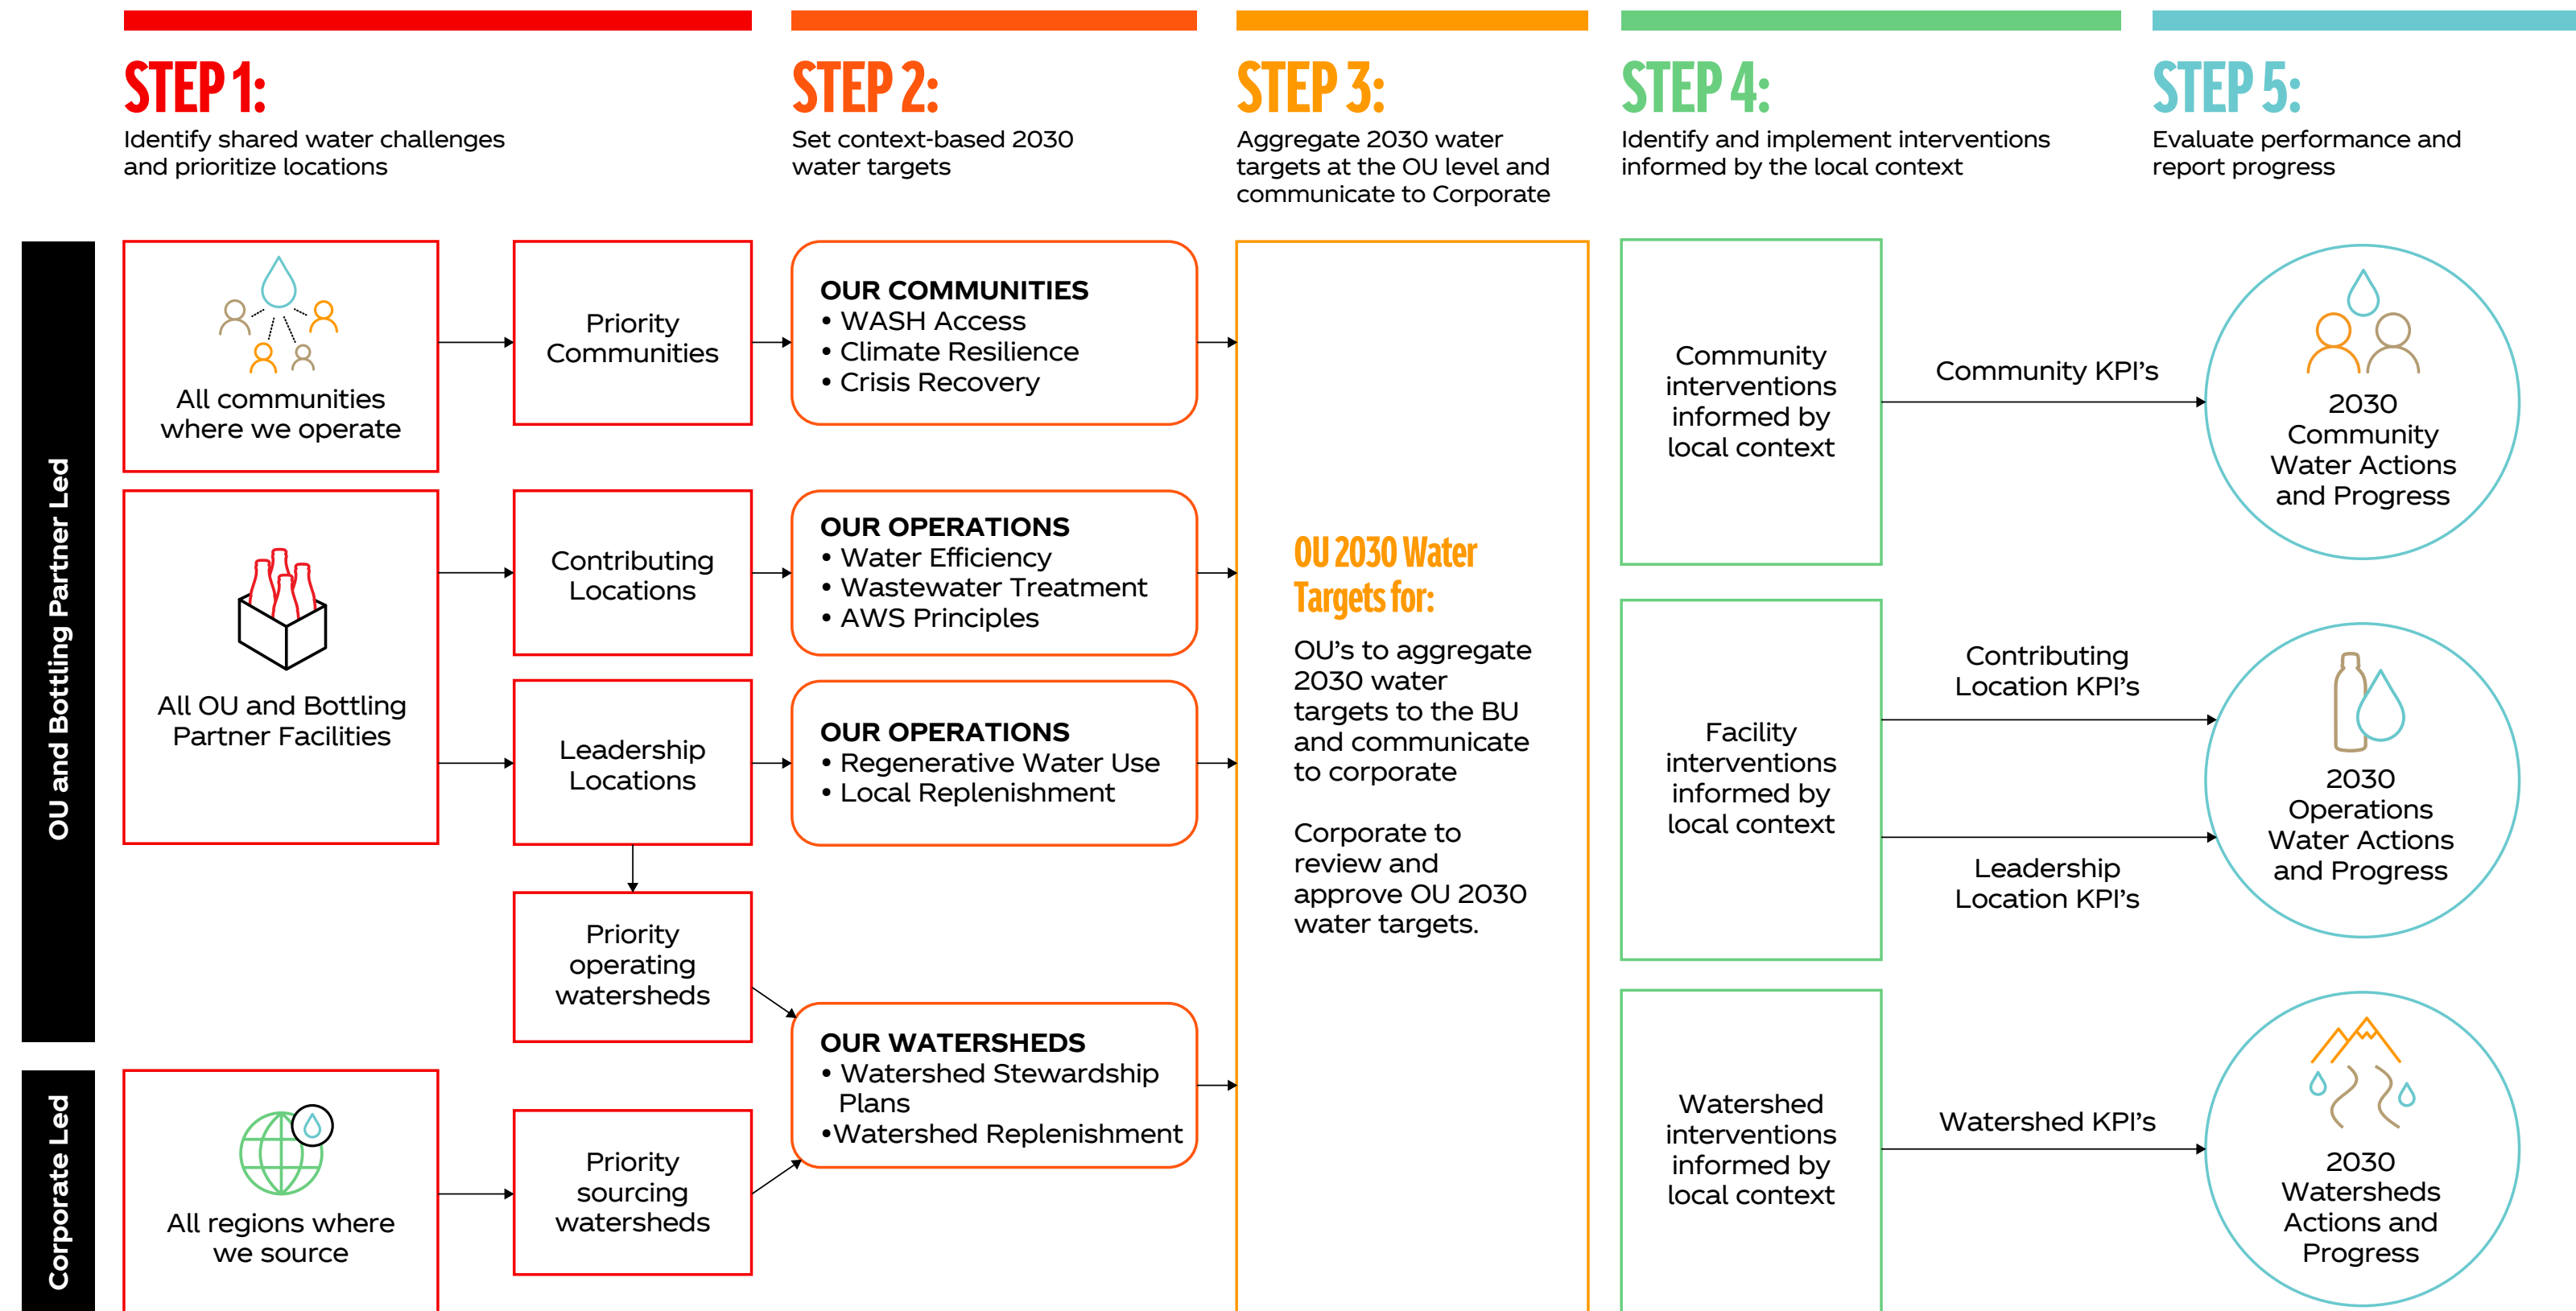 STEP 1:
Identify shared water challenges
and prioritize locations
STEP 2:
Set context-based 2030
water targets
STEP 3:
Aggregate 2030 water
targets at the OU level and
communicate to Corporate
STEP 4:
Identify and implement interventions
informed by the local context
STEP 5:
Evaluate performance and
report progress
OU and Bottling Partner Led
All communities
where we operate
Priority
Communities
OUR COMMUNITIES
• WASH Access
• Climate Resilience
• Crisis Recovery
All OU and Bottling
Partner Facilities
Contributing
Locations
OUR OPERATIONS
• Water Efficiency
• Wastewater Treatment
• AWS Principles
Leadership
Locations
OUR OPERATIONS
• Regenerative Water Use
• Local Replenishment
Priority
operating
watersheds
OUR WATERSHEDS
• Watershed Stewardship
Plans
•Watershed Replenishment
Corporate Led
All regions where
we source
Priority
sourcing
watersheds
OU 2030 Water
Targets for:
OU's to aggregate
2030 water
targets to the BU
and communicate
to corporate
Corporate to
review and
approve OU 2030
water targets.
Community
interventions
informed by
local context
Community KPI's
2030
Community
Water Actions
and Progress
Facility
interventions
informed by
local context
Contributing
Location KPI's
Leadership
Location KPI's
2030
Operations
Water Actions
and Progress
Watershed
interventions
informed by
local context
Watershed KPI's
2030
Watersheds
Actions and
Progress